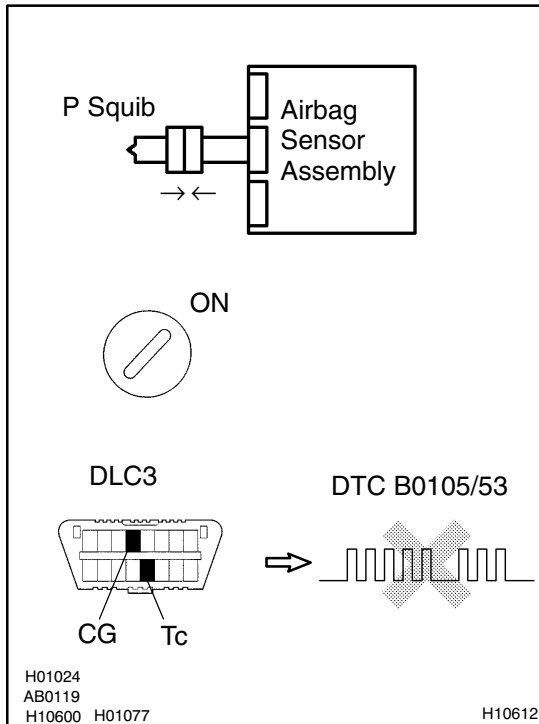 P Squib
Airbag
Sensor
Assembly
ON
DLC3
DTC B0105/53
CG Tc
H01024
AB0119
H10600 H01077
H10612